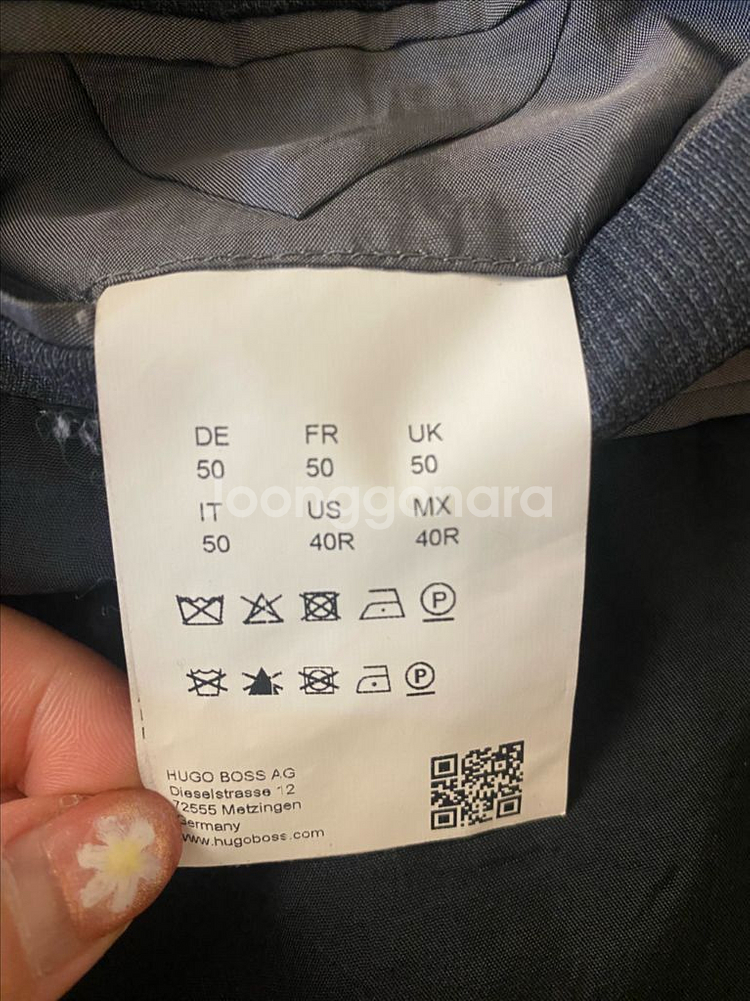 DE FR UK
50 50 50
joonggonara
IT US MX
50 40R 40R
P
P
HUGO BOSS AG
Dieselstrasse 12
72555 Metzingen
Germany
www.hugoboss.com